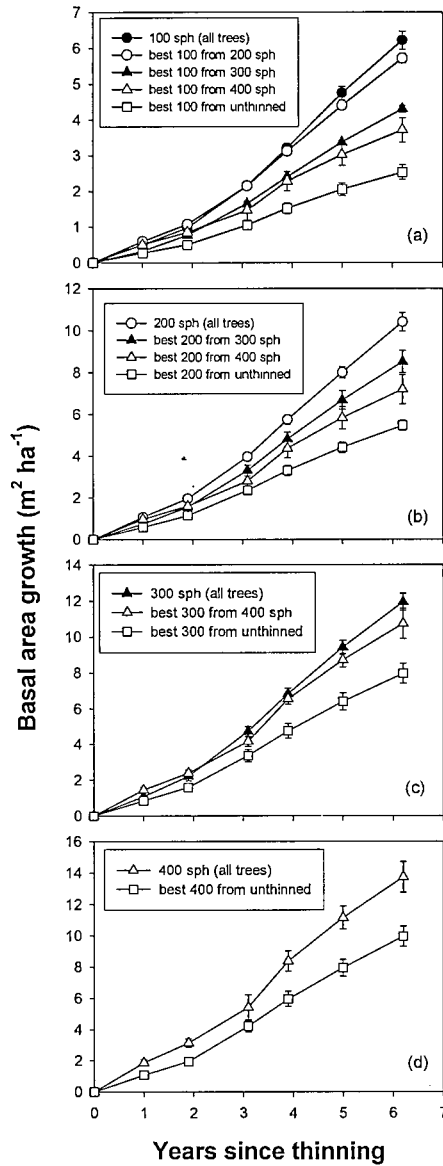 7
6
5
4
3
2
1
0
100 sph (all trees)
best 100 from 200 sph
best 100 from 300 sph
best 100 from 400 sph
best 100 from unthinned
(a)
12
10
8
6
4
2
0
200 sph (all trees)
best 200 from 300 sph
best 200 from 400 sph
best 200 from unthinned
(b)
14
12
10
8
6
4
2
0
300 sph (all trees)
best 300 from 400 sph
best 300 from unthinned
(c)
16
14
12
10
8
6
4
2
0
400 sph (all trees)
best 400 from unthinned
(d)
0 1 2 3 4 5 6 7
Years since thinning
Basal area growth (m² ha⁻¹)